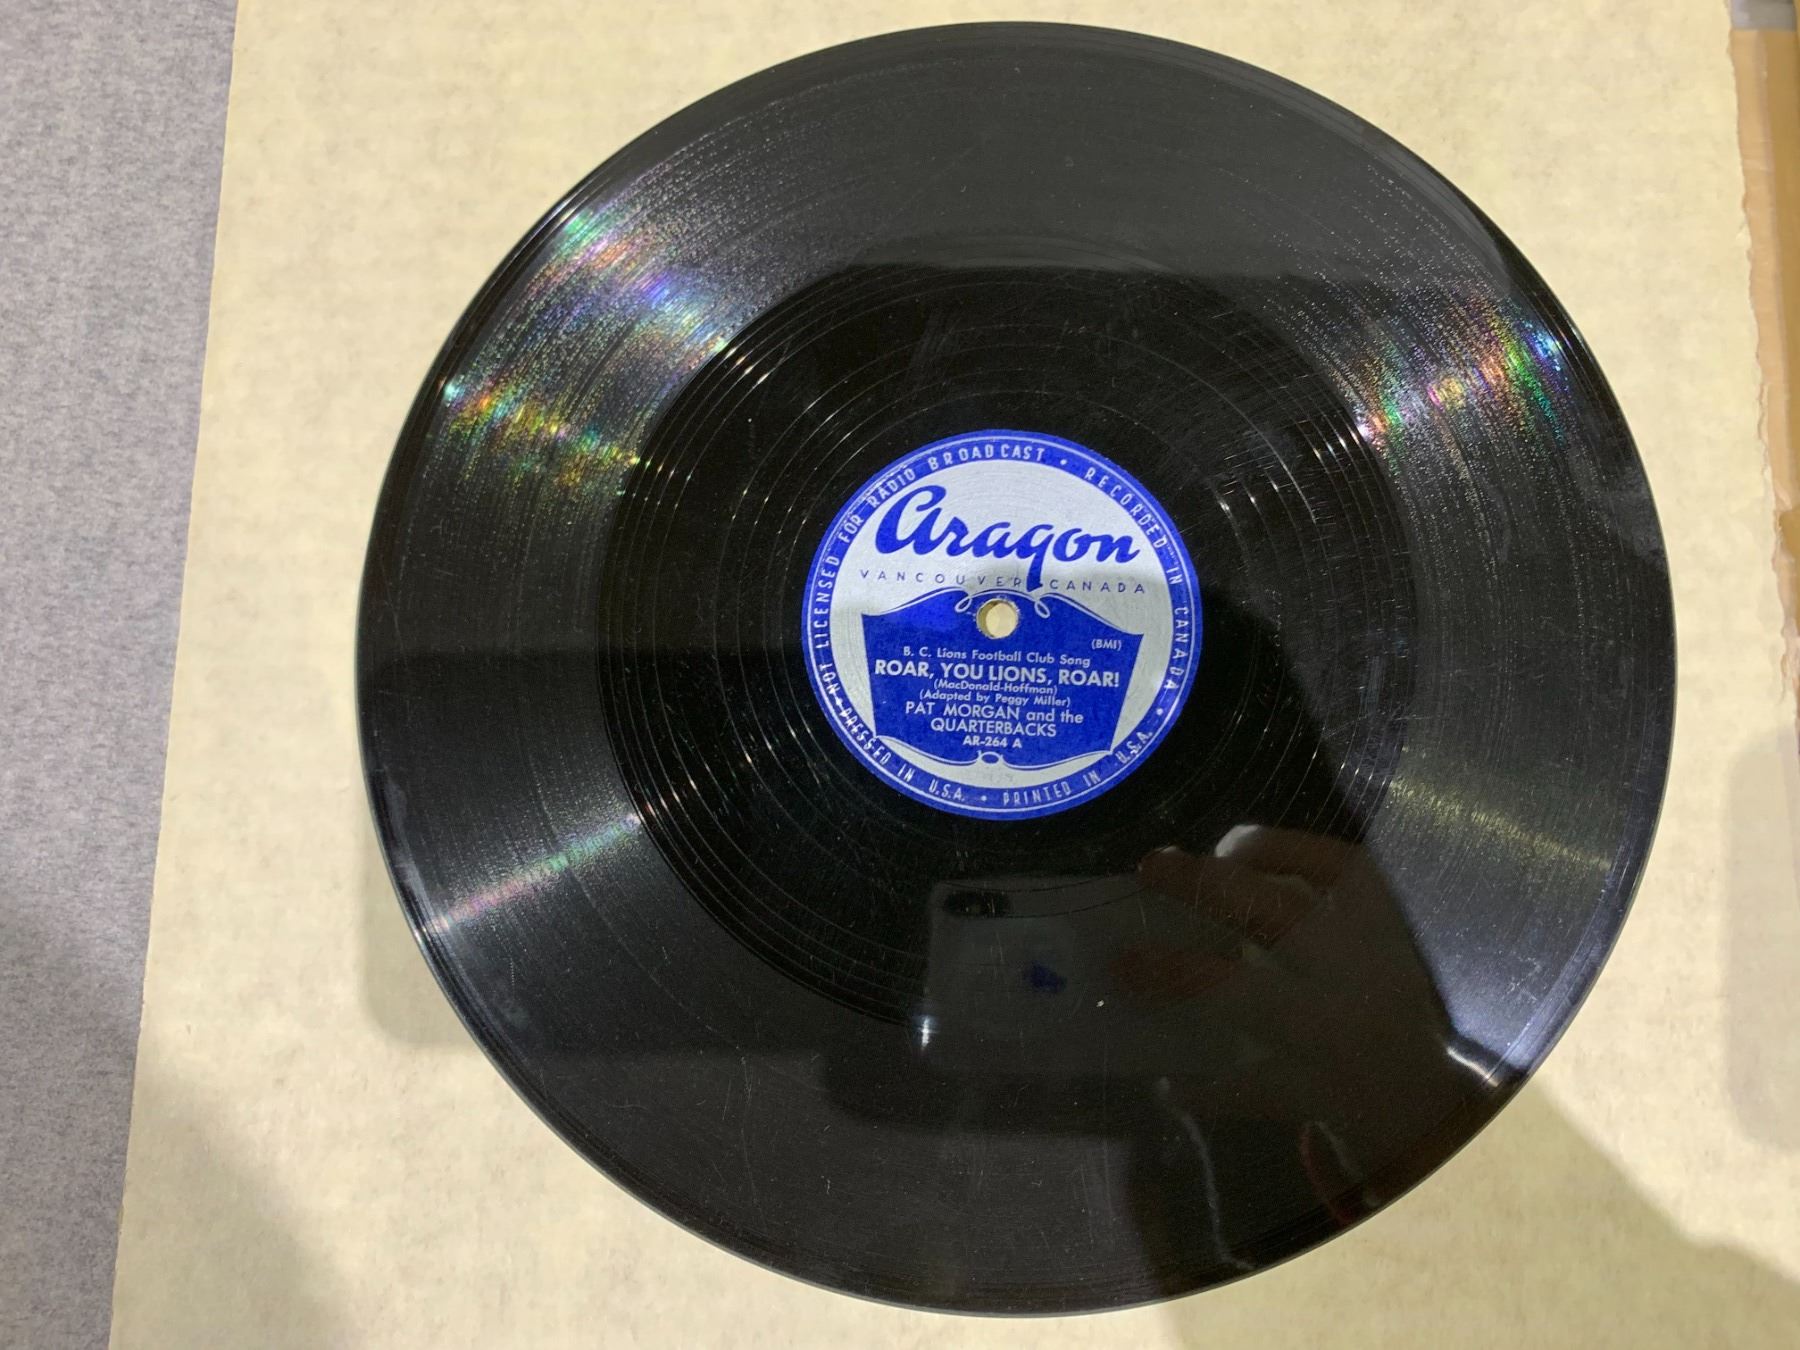 Aragon
VANCOUVER CANADA
(BMI)
B. C. Lions Football Club Song
ROAR, YOU LIONS, ROAR!
(MacDonald-Hoffman)
(Adapted by Peggy Miller)
PAT MORGAN and the
QUARTERBACKS
AR-264 A
NOT LICENSED FOR RADIO BROADCAST • RECORDED IN CANADA •
PRESSED IN U.S.A. • PRINTED IN U.S.A.